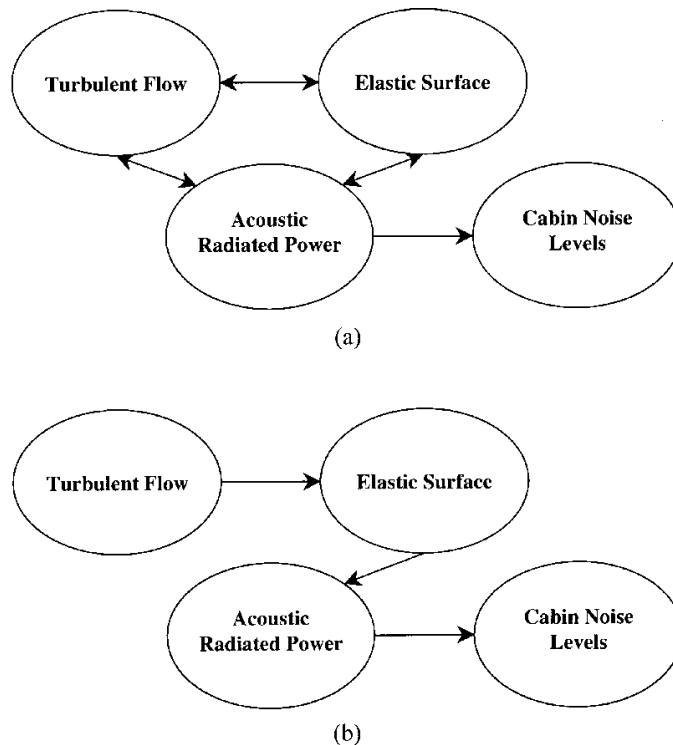 Turbulent Flow
Elastic Surface
Acoustic
Radiated Power
Cabin Noise
Levels
(a)
Turbulent Flow
Elastic Surface
Acoustic
Radiated Power
Cabin Noise
Levels
(b)